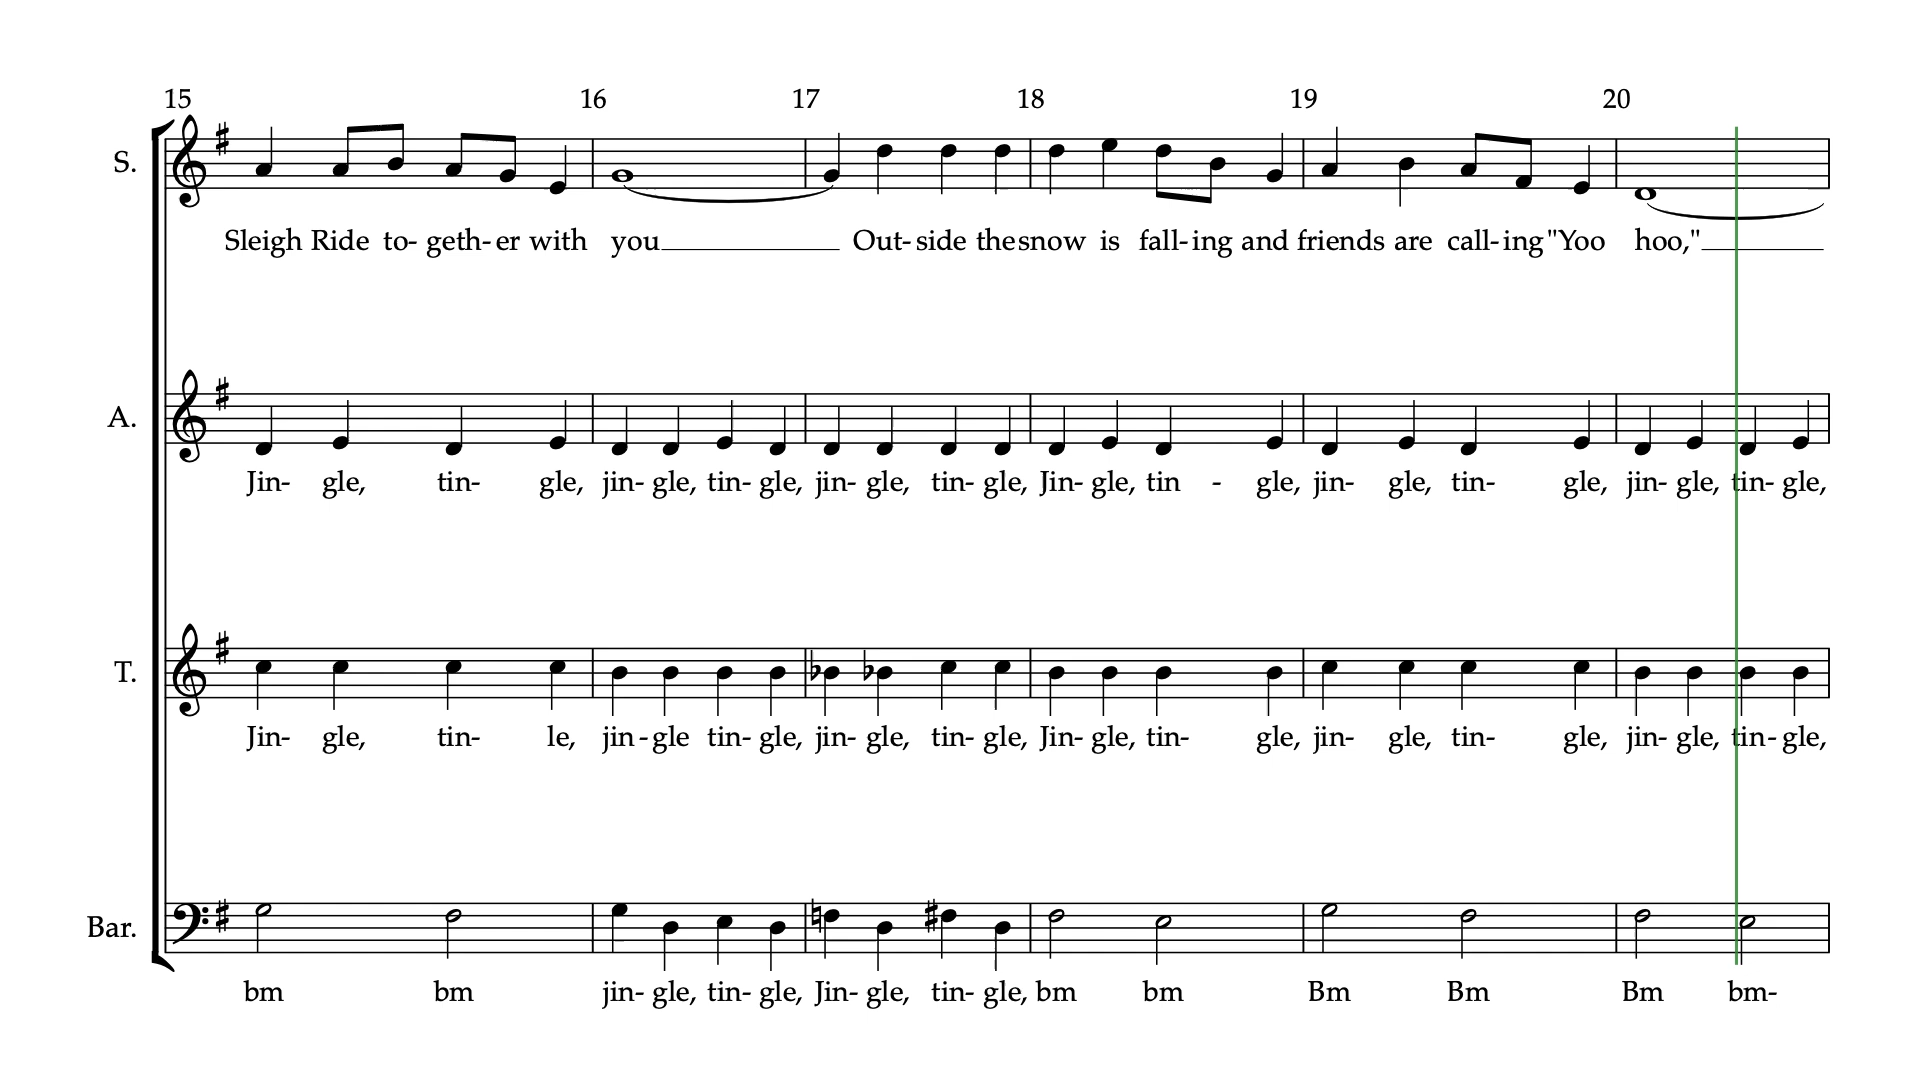 15 16 17 18 19 20
S.
Sleigh Ride to- geth- er with you Out- side the snow is fall- ing and friends are call- ing "Yoo hoo,"
A.
Jin- gle, tin- gle, jin- gle, tin- gle, jin- gle, tin- gle, Jin- gle, tin - gle, jin- gle, tin- gle, jin- gle, tin- gle,
T.
Jin- gle, tin- le, jin - gle tin- gle, jin- gle, tin- gle, Jin- gle, tin- gle, jin- gle, tin- gle, jin- gle, tin- gle,
Bar.
bm bm jin- gle, tin- gle, Jin- gle, tin- gle, bm bm Bm Bm Bm bm-